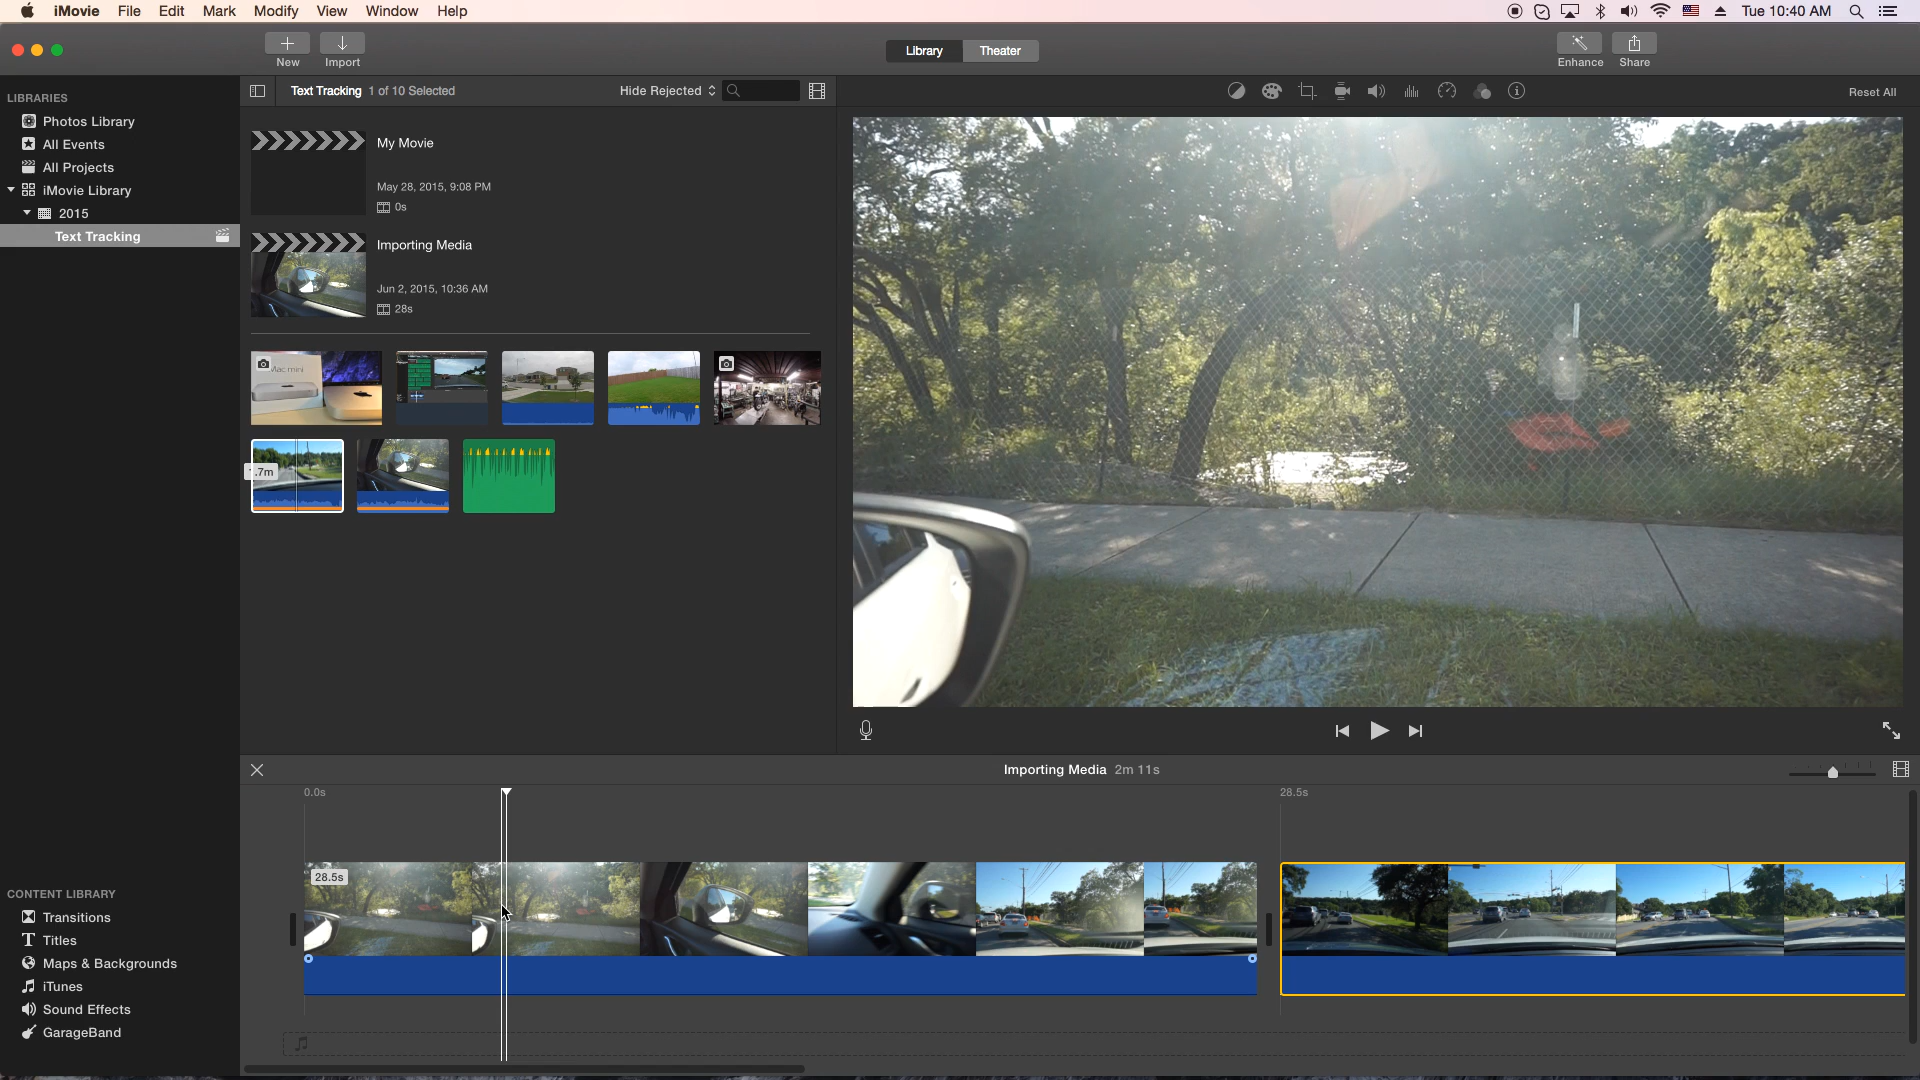 iMovie File Edit Mark Modify View Window Help Tue 10:40 AM
New Import Library Theater Enhance Share
LIBRARIES
Photos Library
All Events
All Projects
iMovie Library
2015
Text Tracking
Text Tracking 1 of 10 Selected Hide Rejected Reset All
My Movie
May 28, 2015, 9:08 PM
0s
Importing Media
Jun 2, 2015, 10:36 AM
28s
Mac mini
.7m
Importing Media 2m 11s
0.0s 28.5s
28.5s
CONTENT LIBRARY
Transitions
Titles
Maps & Backgrounds
iTunes
Sound Effects
GarageBand